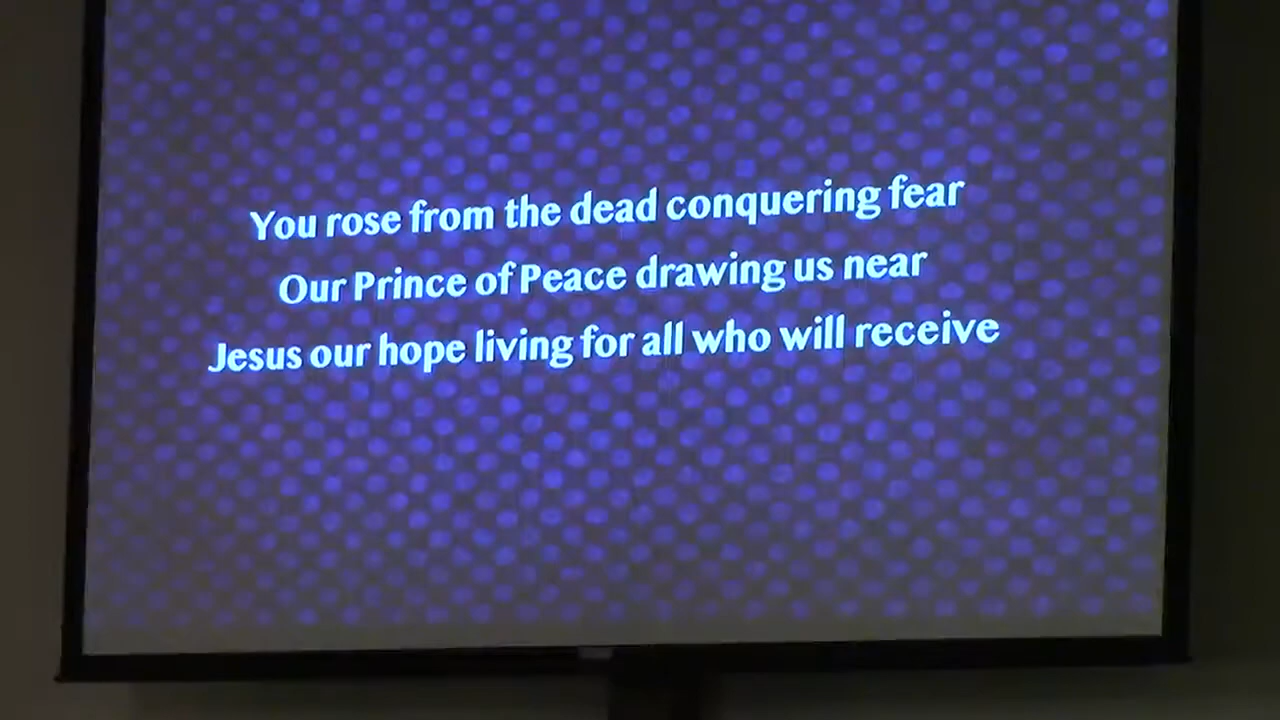 You rose from the dead conquering fear
Our Prince of Peace drawing us near
Jesus our hope living for all who will receive